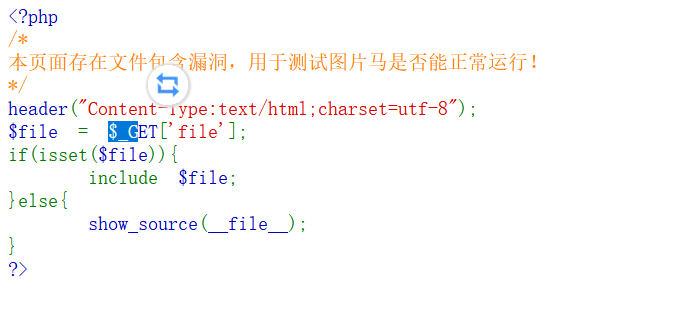 <?php
/*
本页面存在文件包含漏洞，用于测试图片马是否能正常运行！
*/
header("Content-Type:text/html;charset=utf-8");
$file = $_GET['file'];
if(isset($file)){
        include $file;
}else{
        show_source(__file__);
}
?>